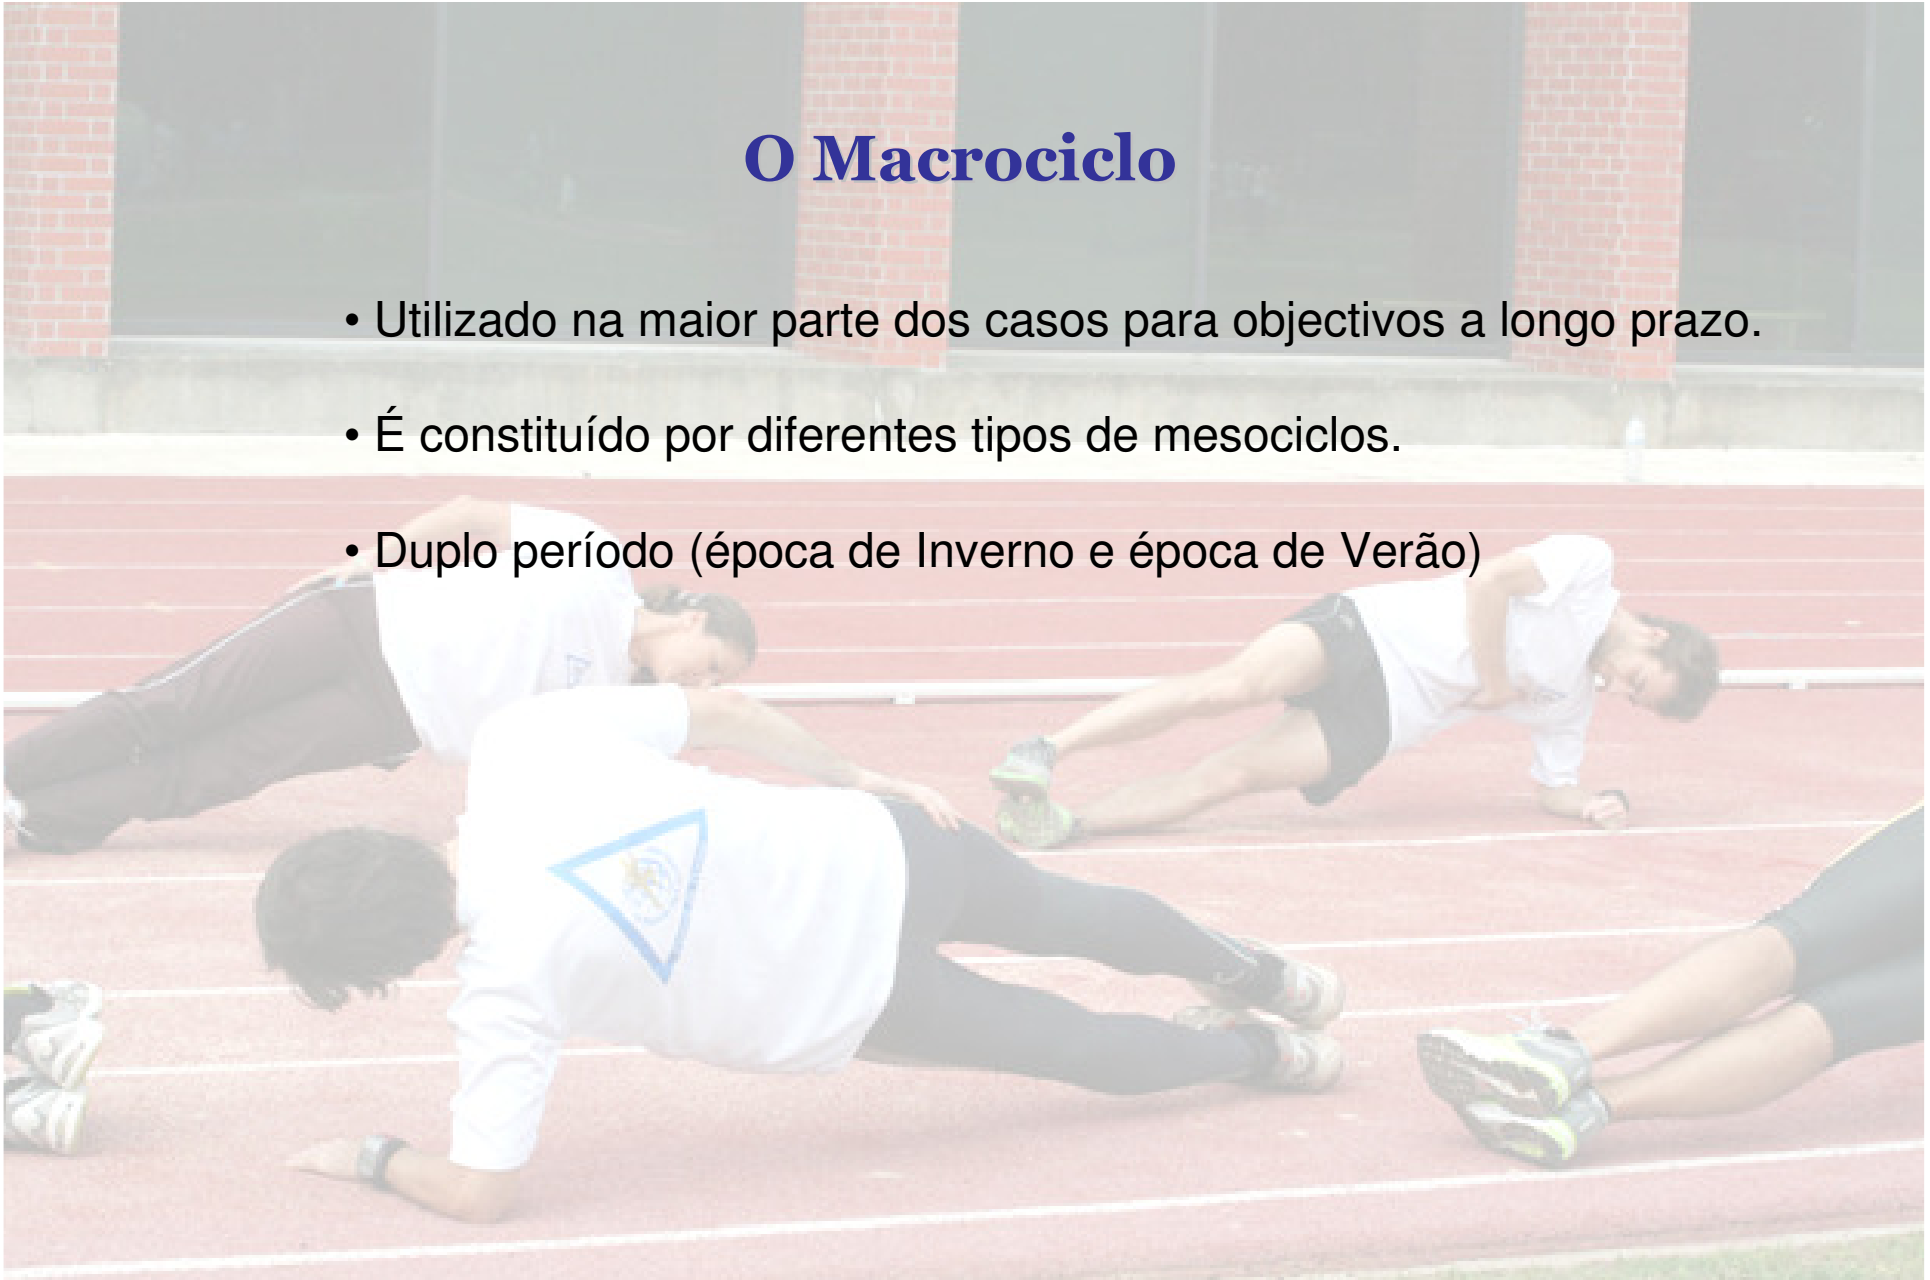 O Macrociclo
• Utilizado na maior parte dos casos para objectivos a longo prazo.
• É constituído por diferentes tipos de mesociclos.
• Duplo período (época de Inverno e época de Verão)